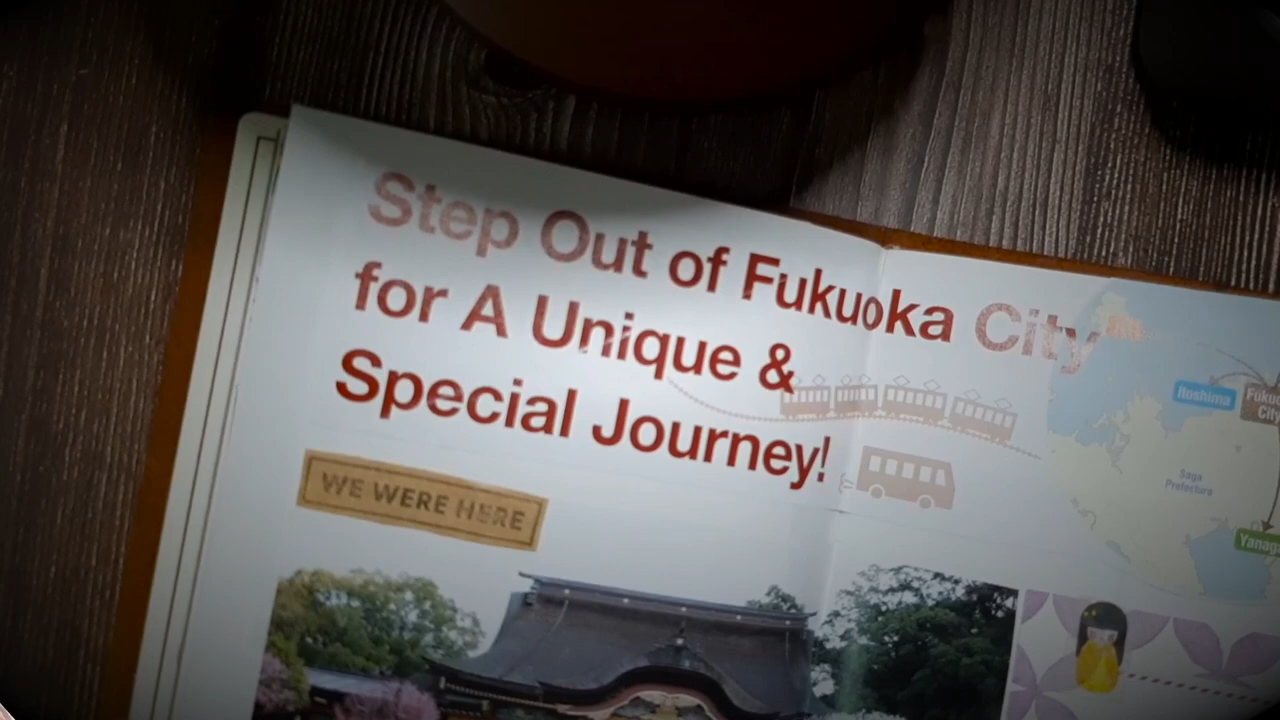 Step Out of Fukuoka City
for A Unique &
Special Journey!
WE WERE HERE
Itoshima
Saga
Prefecture